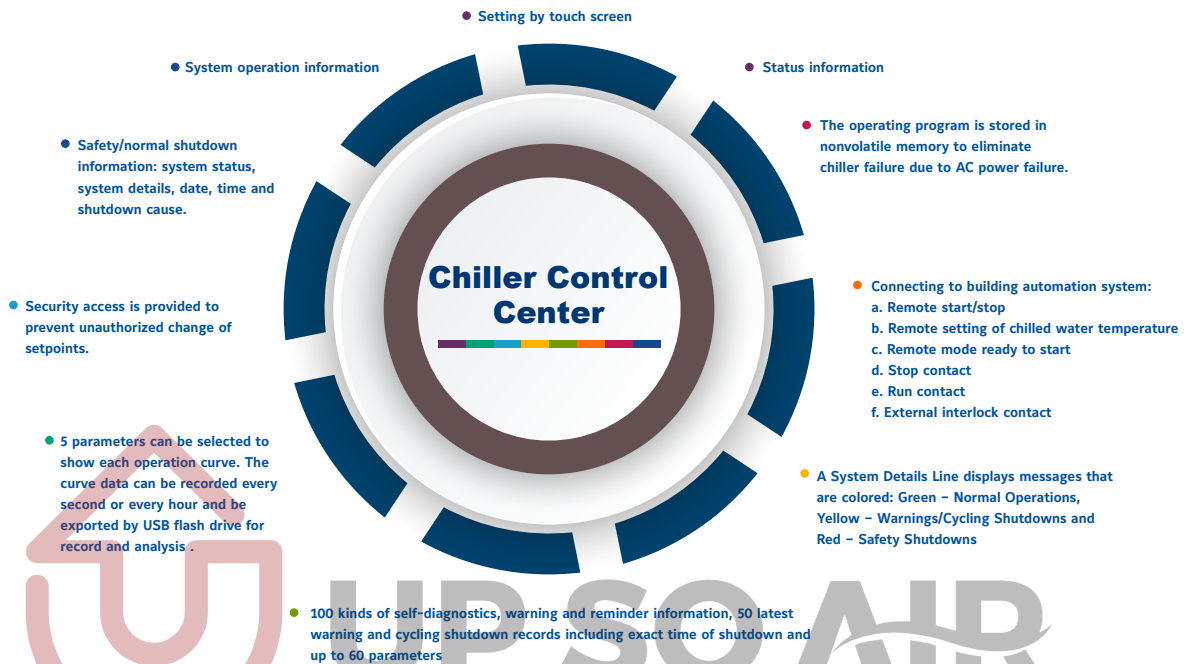 Setting by touch screen
System operation information
Status information
The operating program is stored in
nonvolatile memory to eliminate
chiller failure due to AC power failure.
Safety/normal shutdown
information: system status,
system details, date, time and
shutdown cause.
Chiller Control
Center
Connecting to building automation system:
a. Remote start/stop
b. Remote setting of chilled water temperature
c. Remote mode ready to start
d. Stop contact
e. Run contact
f. External interlock contact
Security access is provided to
prevent unauthorized change of
setpoints.
5 parameters can be selected to
show each operation curve. The
curve data can be recorded every
second or every hour and be
exported by USB flash drive for
record and analysis .
A System Details Line displays messages that
are colored: Green – Normal Operations,
Yellow – Warnings/Cycling Shutdowns and
Red – Safety Shutdowns
100 kinds of self-diagnostics, warning and reminder information, 50 latest
warning and cycling shutdown records including exact time of shutdown and
up to 60 parameters
UP SO AIR